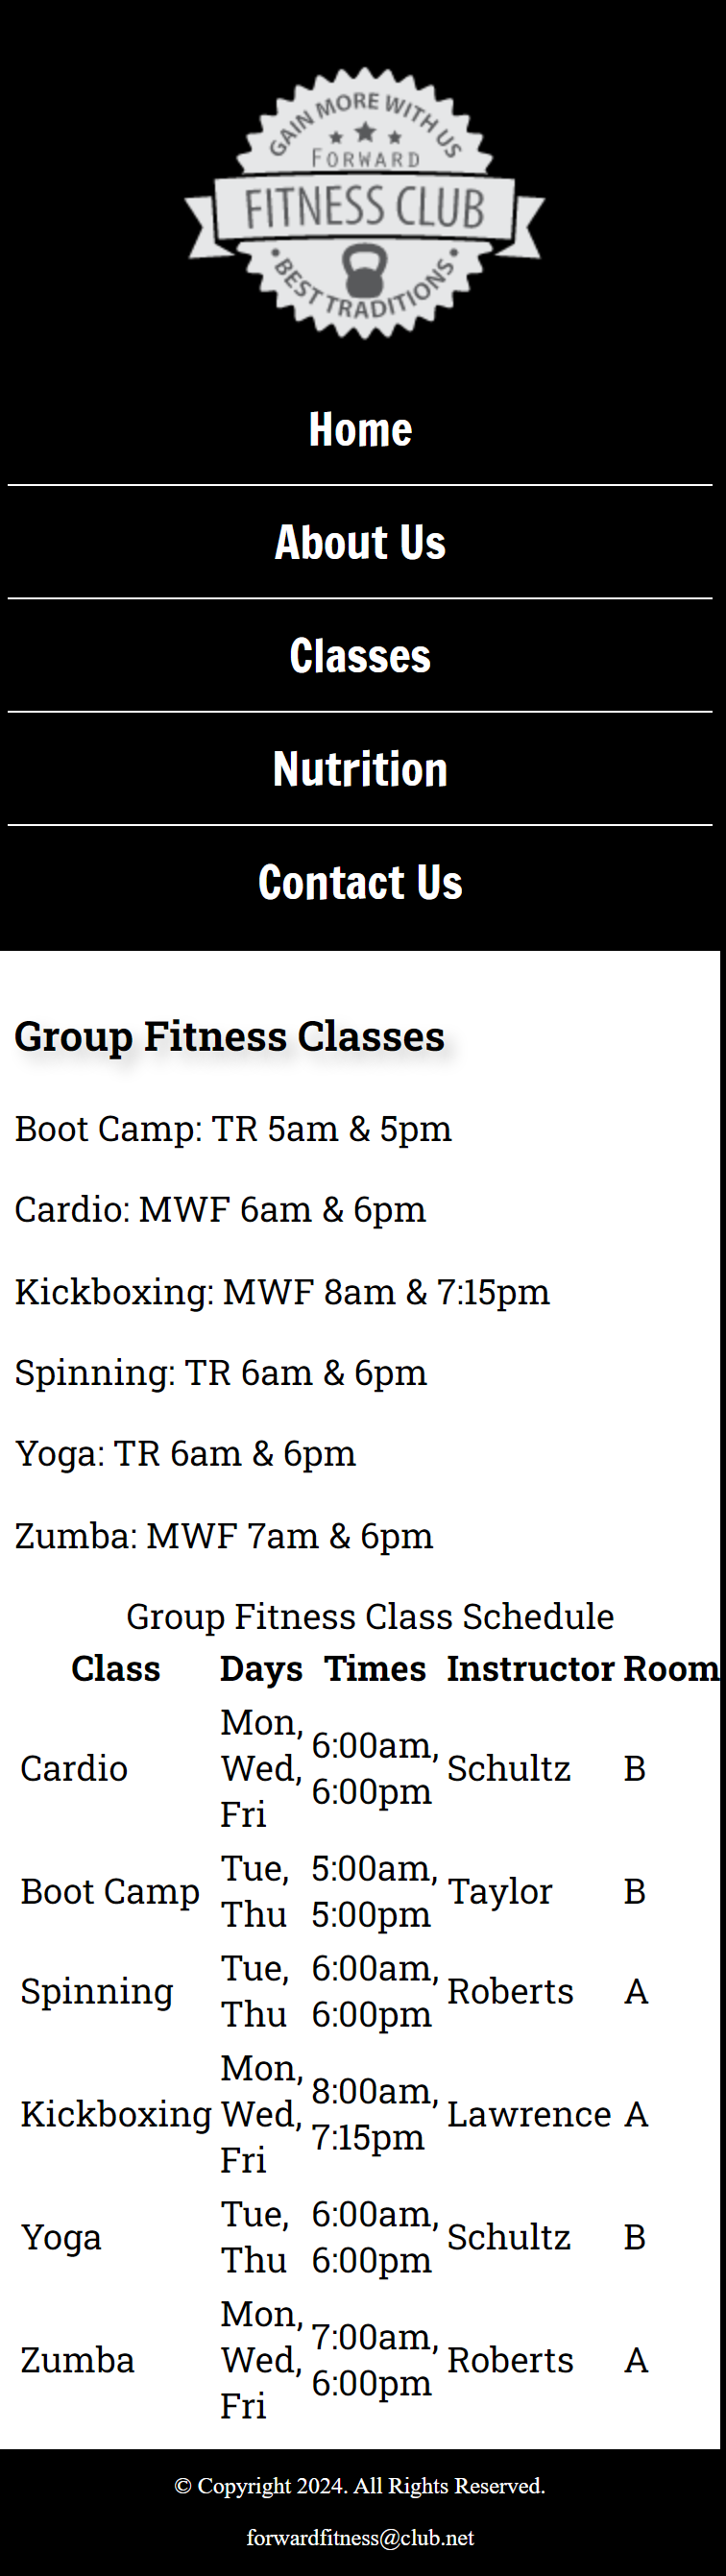 GAIN MORE WITH US
FORWARD
FITNESS CLUB
BEST TRADITIONS
Home
About Us
Classes
Nutrition
Contact Us
Group Fitness Classes
Boot Camp: TR 5am & 5pm
Cardio: MWF 6am & 6pm
Kickboxing: MWF 8am & 7:15pm
Spinning: TR 6am & 6pm
Yoga: TR 6am & 6pm
Zumba: MWF 7am & 6pm
Group Fitness Class Schedule
Class Days Times Instructor Room
Cardio Mon, Wed, Fri 6:00am, 6:00pm Schultz B
Boot Camp Tue, Thu 5:00am, 5:00pm Taylor B
Spinning Tue, Thu 6:00am, 6:00pm Roberts A
Kickboxing Mon, Wed, Fri 8:00am, 7:15pm Lawrence A
Yoga Tue, Thu 6:00am, 6:00pm Schultz B
Zumba Mon, Wed, Fri 7:00am, 6:00pm Roberts A
© Copyright 2024. All Rights Reserved.
forwardfitness@club.net